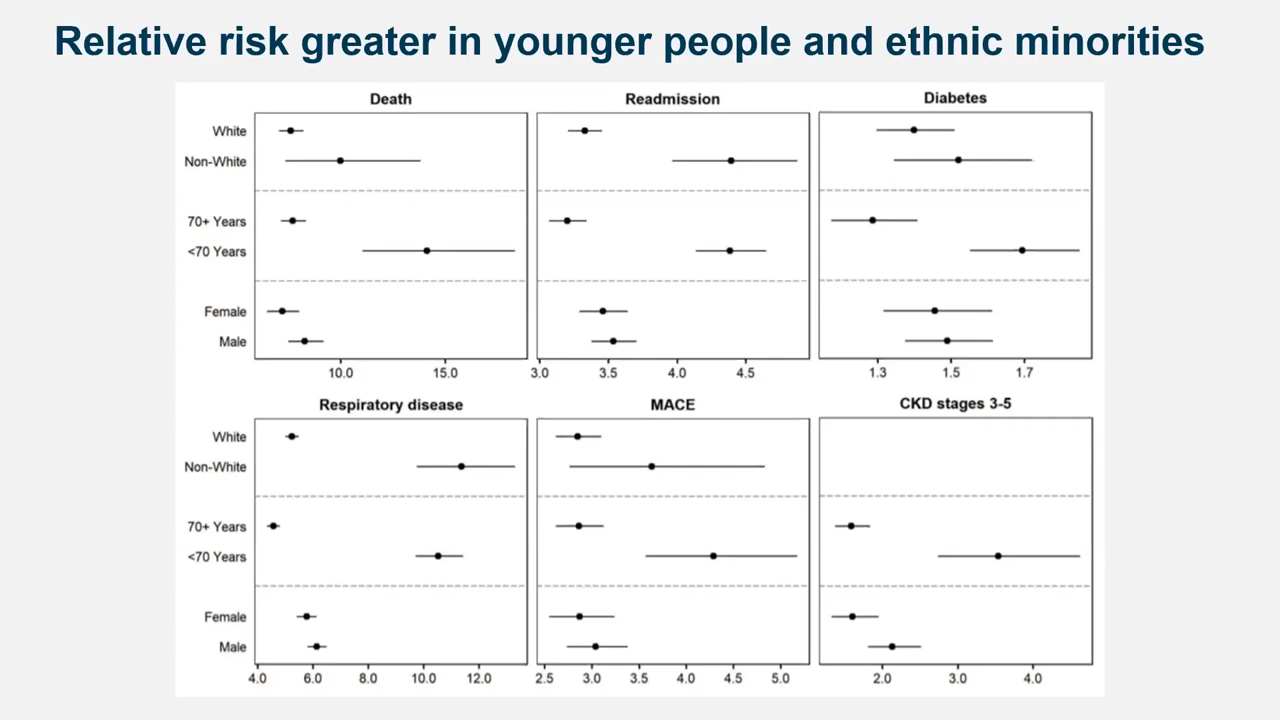 Relative risk greater in younger people and ethnic minorities
Death
Readmission
Diabetes
White
Non-White
70+ Years
<70 Years
Female
Male
10.0 15.0
3.0 3.5 4.0 4.5
1.3 1.5 1.7
Respiratory disease
MACE
CKD stages 3-5
White
Non-White
70+ Years
<70 Years
Female
Male
4.0 6.0 8.0 10.0 12.0
2.5 3.0 3.5 4.0 4.5 5.0
2.0 3.0 4.0